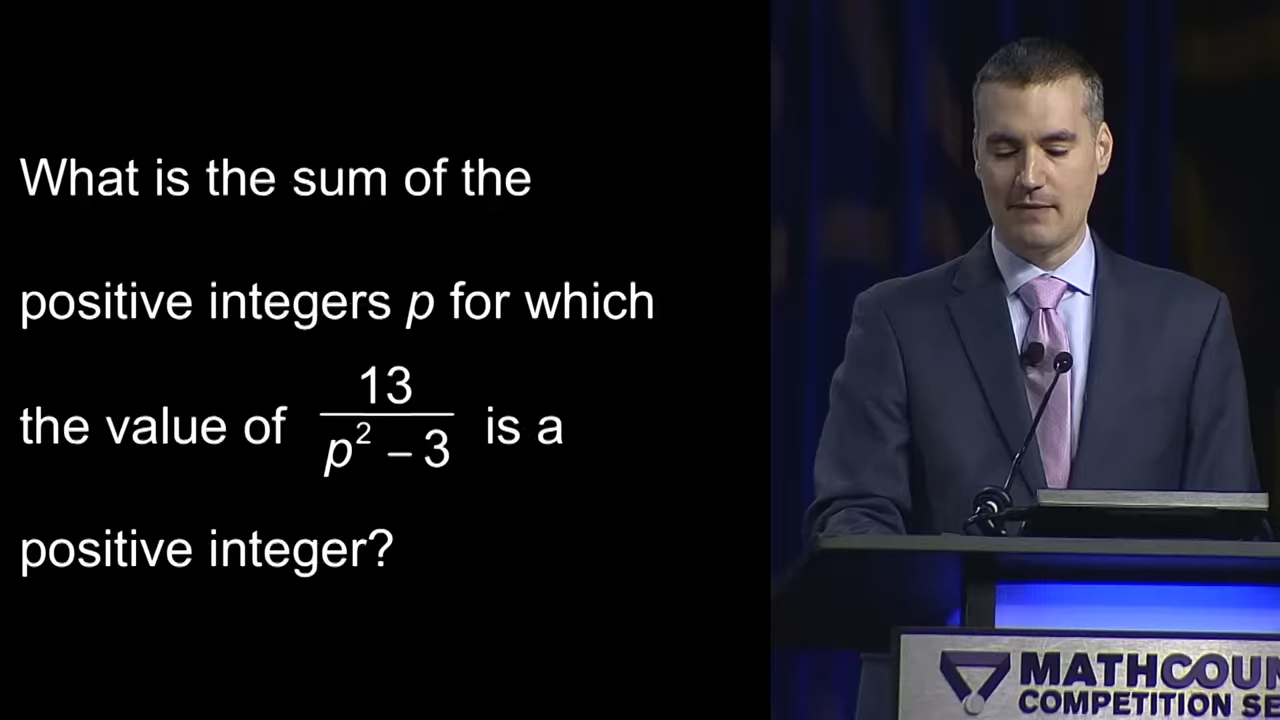 What is the sum of the
positive integers p for which
the value of 13/(p² – 3) is a
positive integer?
MATHCOUN
COMPETITION SE